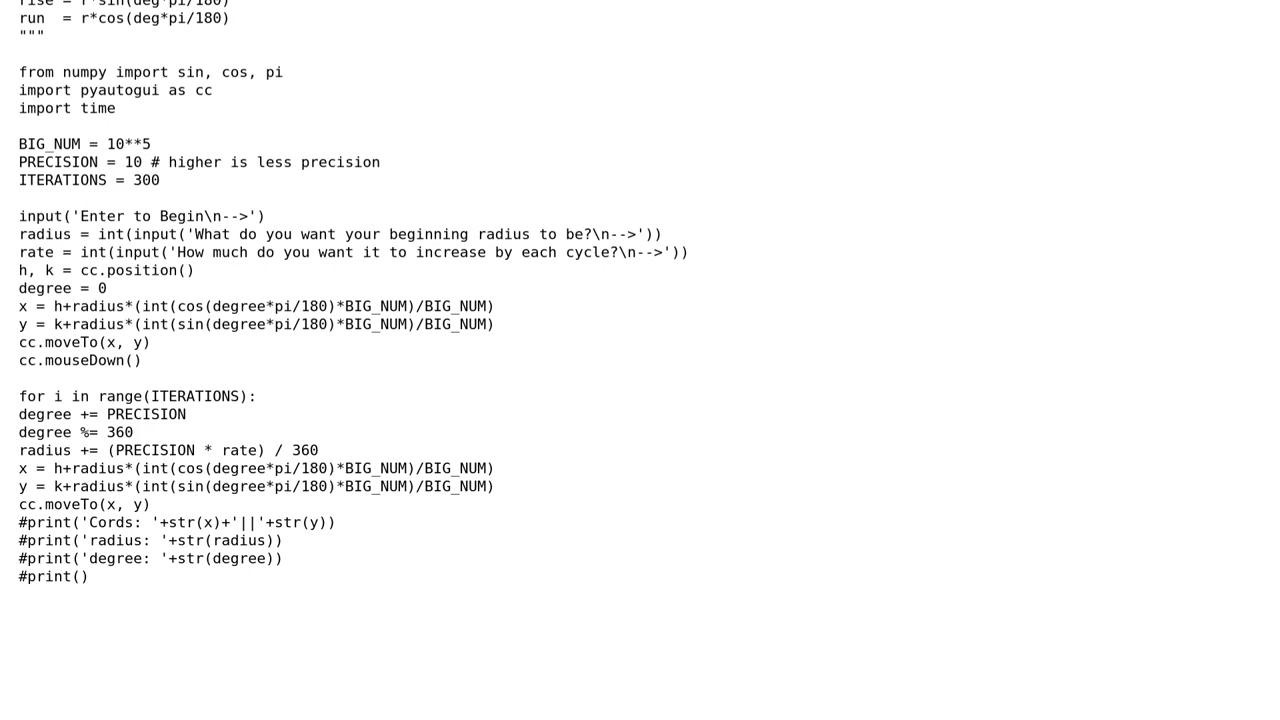 rise = r*sin(deg*pi/180)
run  = r*cos(deg*pi/180)
"""

from numpy import sin, cos, pi
import pyautogui as cc
import time

BIG_NUM = 10**5
PRECISION = 10 # higher is less precision
ITERATIONS = 300

input('Enter to Begin\n-->')
radius = int(input('What do you want your beginning radius to be?\n-->'))
rate = int(input('How much do you want it to increase by each cycle?\n-->'))
h, k = cc.position()
degree = 0
x = h+radius*(int(cos(degree*pi/180)*BIG_NUM)/BIG_NUM)
y = k+radius*(int(sin(degree*pi/180)*BIG_NUM)/BIG_NUM)
cc.moveTo(x, y)
cc.mouseDown()

for i in range(ITERATIONS):
degree += PRECISION
degree %= 360
radius += (PRECISION * rate) / 360
x = h+radius*(int(cos(degree*pi/180)*BIG_NUM)/BIG_NUM)
y = k+radius*(int(sin(degree*pi/180)*BIG_NUM)/BIG_NUM)
cc.moveTo(x, y)
#print('Cords: '+str(x)+'||'+str(y))
#print('radius: '+str(radius))
#print('degree: '+str(degree))
#print()